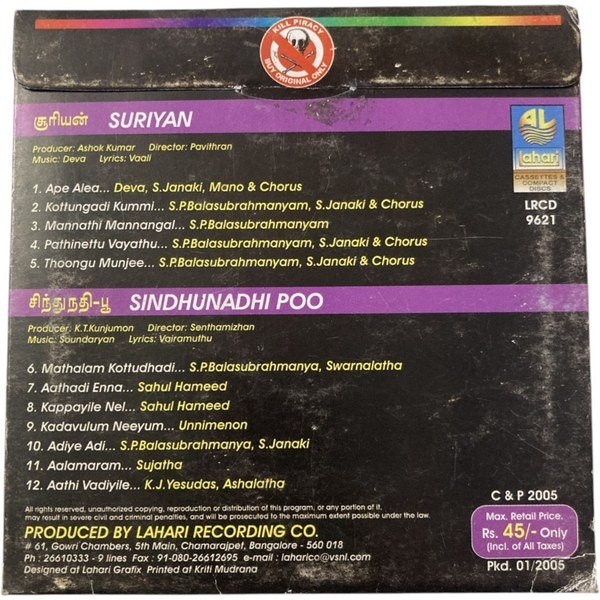 KILL PIRACY
BUY ORIGINAL ONLY
சூரியன் SURIYAN
Producer: Ashok Kumar Director: Pavithran
Music: Deva Lyrics: Vaali
1. Ape Alea... Deva, S.Janaki, Mano & Chorus
2. Kottungadi Kummi... S.P.Balasubrahmanyam, S.Janaki & Chorus
3. Mannathi Mannangal... S.P.Balasubrahmanyam
4. Pathinettu Vayathu... S.P.Balasubrahmanyam, S.Janaki & Chorus
5. Thoongu Munjee... S.P.Balasubrahmanyam, S.Janaki & Chorus
lahari
CASSETTES &
COMPACT
DISCS
LRCD
9621
சிந்துநதி-பூ SINDHUNADHI POO
Producer: K.T.Kunjumon Director: Senthamizhan
Music: Soundaryan Lyrics: Vairamuthu
6. Mathalam Kottudhadi... S.P.Balasubrahmanya, Swarnalatha
7. Aathadi Enna... Sahul Hameed
8. Kappayile Nel... Sahul Hameed
9. Kadavulum Neeyum... Unnimenon
10. Adiye Adi... S.P.Balasubrahmanya, S.Janaki
11. Aalamaram... Sujatha
12. Aathi Vadiyile... K.J.Yesudas, Ashalatha
All rights reserved, unauthorized copying, reproduction or distribution of this program, or any portion of it,
may result in severe civil and criminal penalties, and will be prosecuted to the maximum extent possible under the law.
PRODUCED BY LAHARI RECORDING CO.
# 61, Gowri Chambers, 5th Main, Chamarajpet, Bangalore - 560 018
Ph : 26610333 - 9 lines Fax : 91-080-26612695 e-mail : laharico@vsnl.com
Designed at Lahari Grafix Printed at Kriti Mudrana
C & P 2005
Max. Retail Price.
Rs. 45/- Only
(Incl. of All Taxes)
Pkd. 01/2005